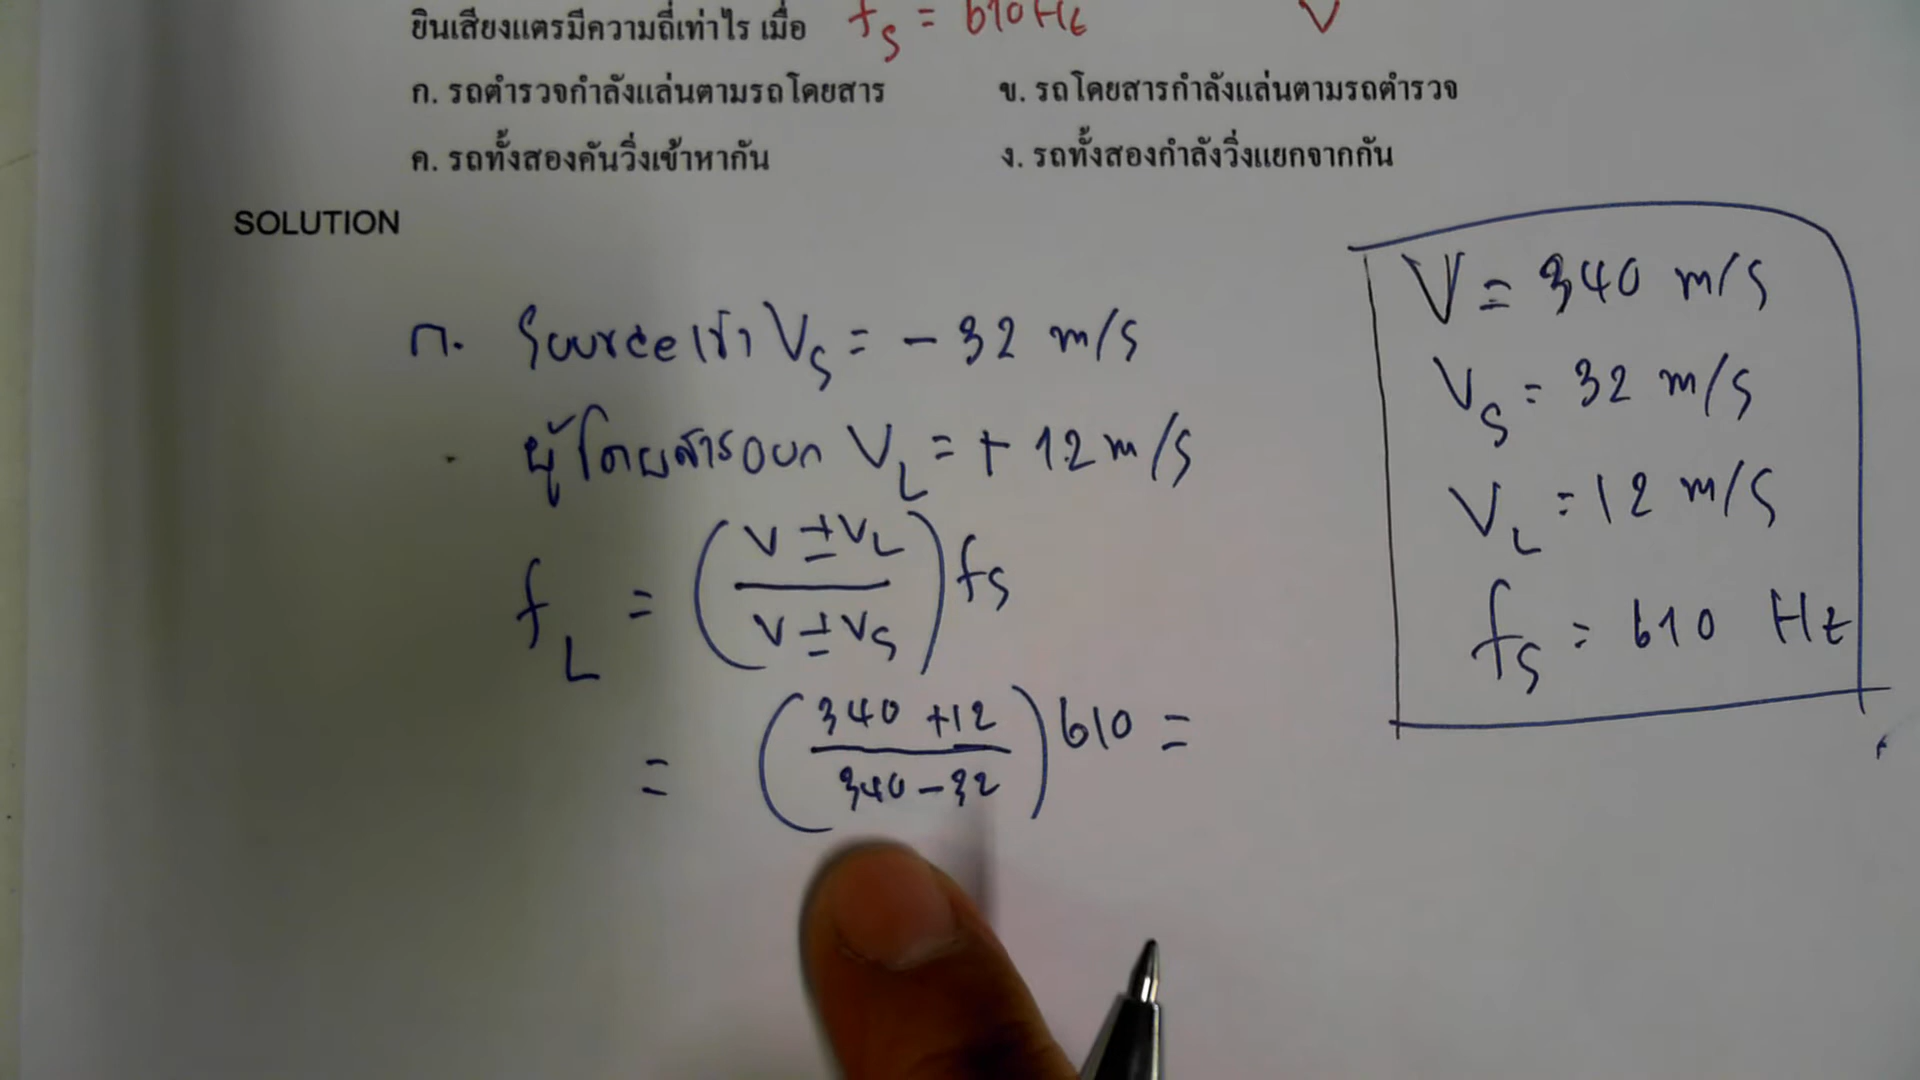 ยินเสียงแตรมีความถี่เท่าไร เมื่อ fS = 610 Hz V
ก. รถตำรวจกำลังแล่นตามรถโดยสาร ข. รถโดยสารกำลังแล่นตามรถตำรวจ
ค. รถทั้งสองคันวิ่งเข้าหากัน ง. รถทั้งสองกำลังวิ่งแยกจากกัน
SOLUTION
ก. Source เข้า VS = - 32 m/s
ผู้โดยสารออก VL = + 12 m/s
fL = (V ± VL / V ± VS) fS
= (340 + 12 / 340 - 32) 610 =
V = 340 m/s
VS = 32 m/s
VL = 12 m/s
fS = 610 Hz